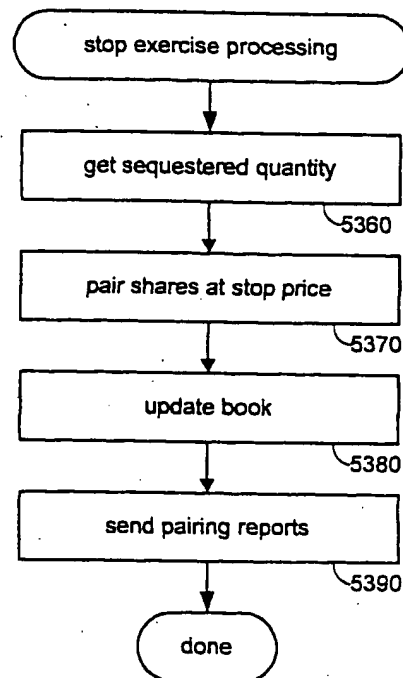 stop exercise processing
get sequestered quantity
5360
pair shares at stop price
5370
update book
5380
send pairing reports
5390
done